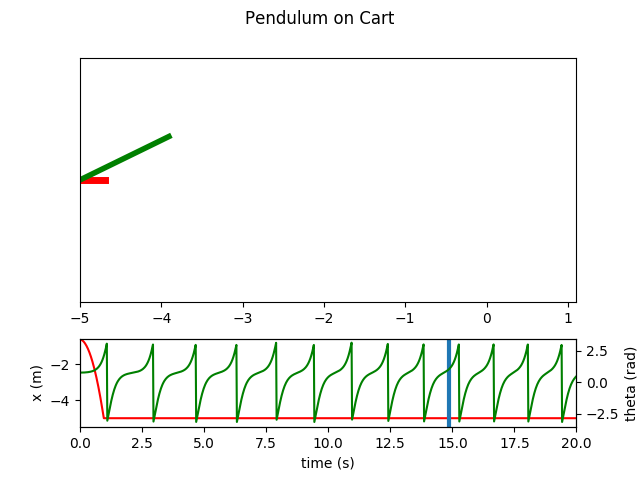 Pendulum on Cart
−5 −4 −3 −2 −1 0 1
−2
−4
x (m)
2.5
0.0
−2.5
theta (rad)
0.0 2.5 5.0 7.5 10.0 12.5 15.0 17.5 20.0
time (s)